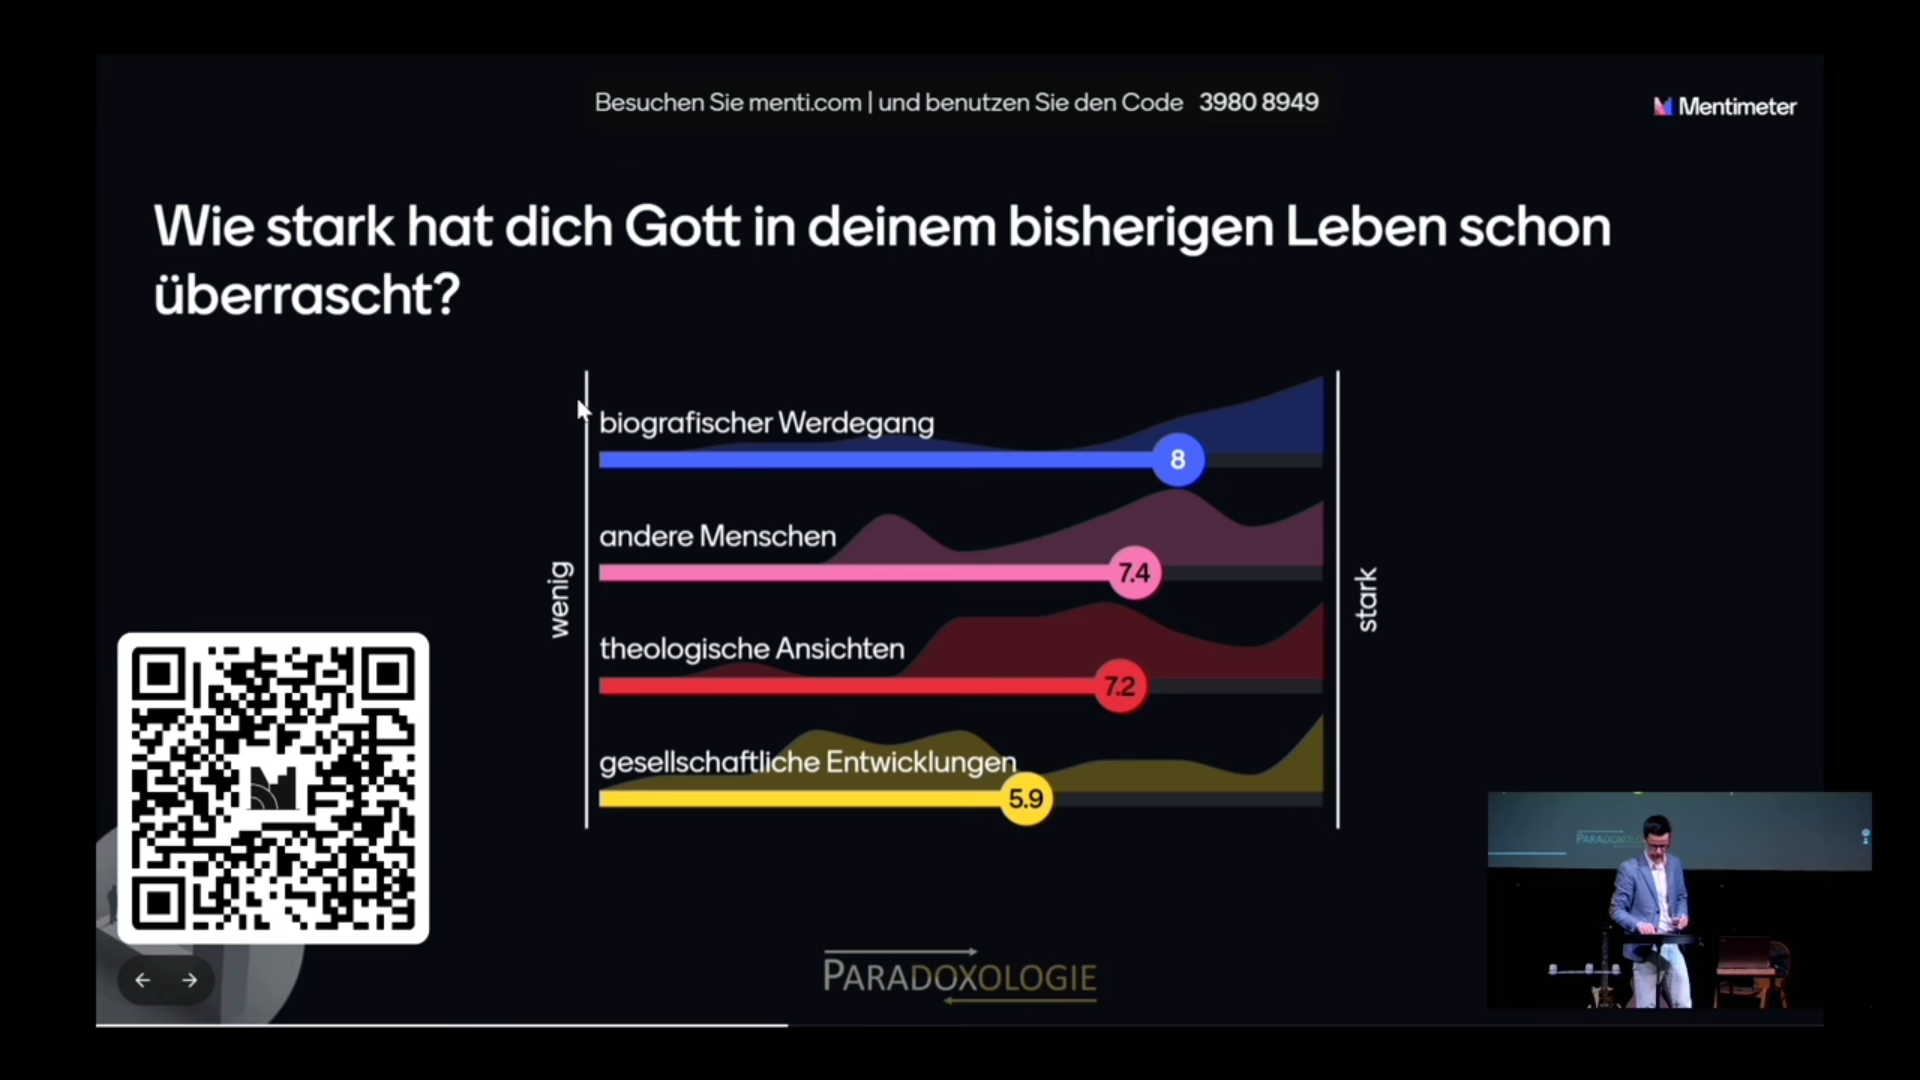 Besuchen Sie menti.com | und benutzen Sie den Code 3980 8949
Mentimeter
Wie stark hat dich Gott in deinem bisherigen Leben schon
überrascht?
biografischer Werdegang
8
andere Menschen
7.4
theologische Ansichten
7.2
gesellschaftliche Entwicklungen
5.9
wenig
stark
PARADOXOLOGIE